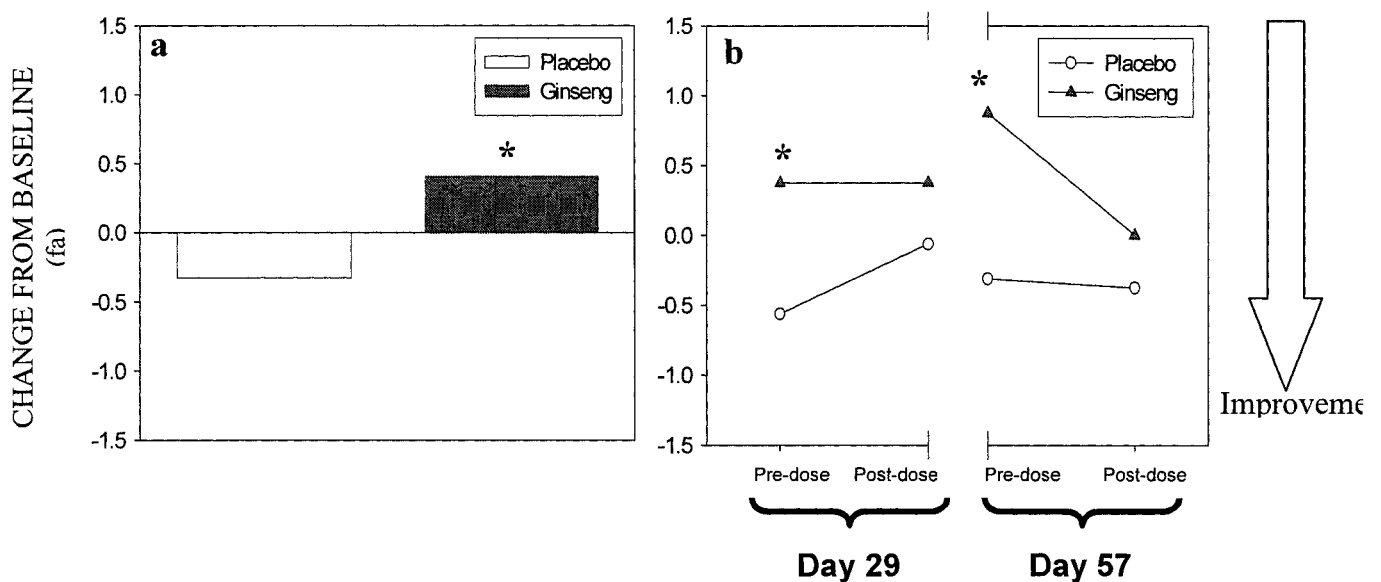 CHANGE FROM BASELINE
(fa)
a
1.5
1.0
0.5
0.0
-0.5
-1.0
-1.5
Placebo
Ginseng
*
b
1.5
1.0
0.5
0.0
-0.5
-1.0
-1.5
*
*
Placebo
Ginseng
Pre-dose Post-dose Pre-dose Post-dose
Day 29 Day 57
Improveme